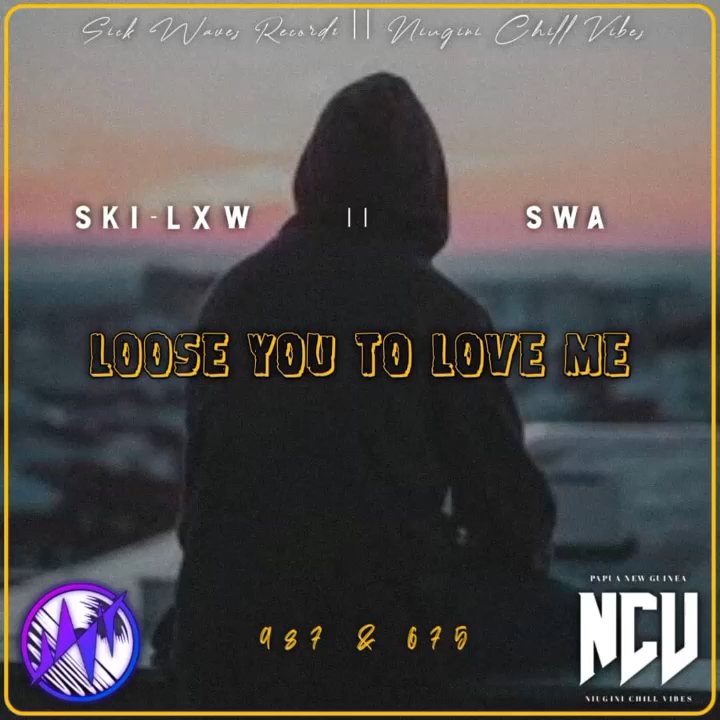 Sick Waves Records || Niugini Chill Vibes
SKI-LXW || SWA
LOOSE YOU TO LOVE ME
987 & 675
PAPUA NEW GUINEA
NCV
NIUGINI CHILL VIBES